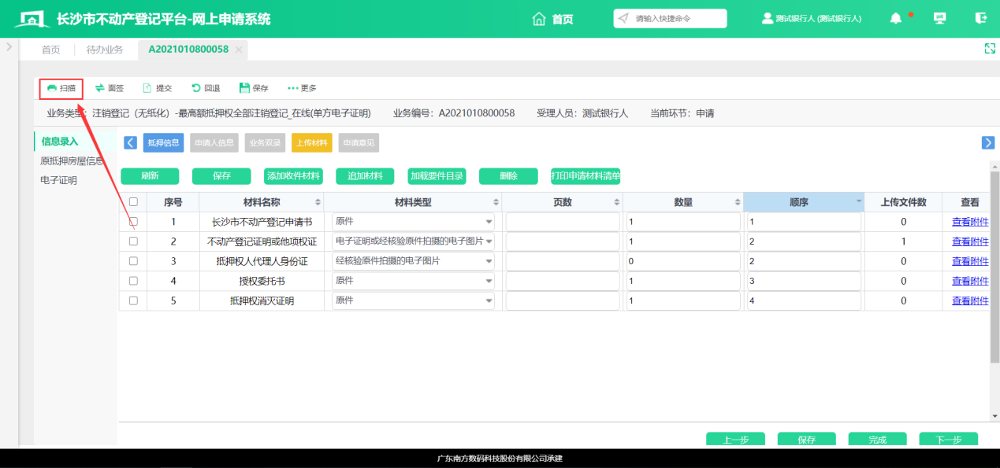 长沙市不动产登记平台-网上申请系统 首页 请输入快捷命令 测试银行人 (测试银行人)
首页 待办业务 A2021010800058
扫描 面签 提交 回退 保存 更多
业务类型: 注销登记（无纸化）-最高额抵押权全部注销登记_在线(单方电子证明) 业务编号: A2021010800058 受理人员: 测试银行人 当前环节: 申请
信息录入 抵押信息 申请人信息 业务双录 上传材料 申请意见
原抵押房屋信息
电子证明
刷新 保存 添加收件材料 追加材料 加载要件目录 删除 打印申请材料清单
序号 材料名称 材料类型 页数 数量 顺序 上传文件数 查看
1 长沙市不动产登记申请书 原件 1 1 0 查看附件
2 不动产登记证明或他项权证 电子证明或经核验原件拍摄的电子图片 1 2 1 查看附件
3 抵押权人代理人身份证 经核验原件拍摄的电子图片 0 2 0 查看附件
4 授权委托书 原件 1 3 0 查看附件
5 抵押权消灭证明 原件 1 4 0 查看附件
上一步 保存 完成 下一步
广东南方数码科技股份有限公司承建